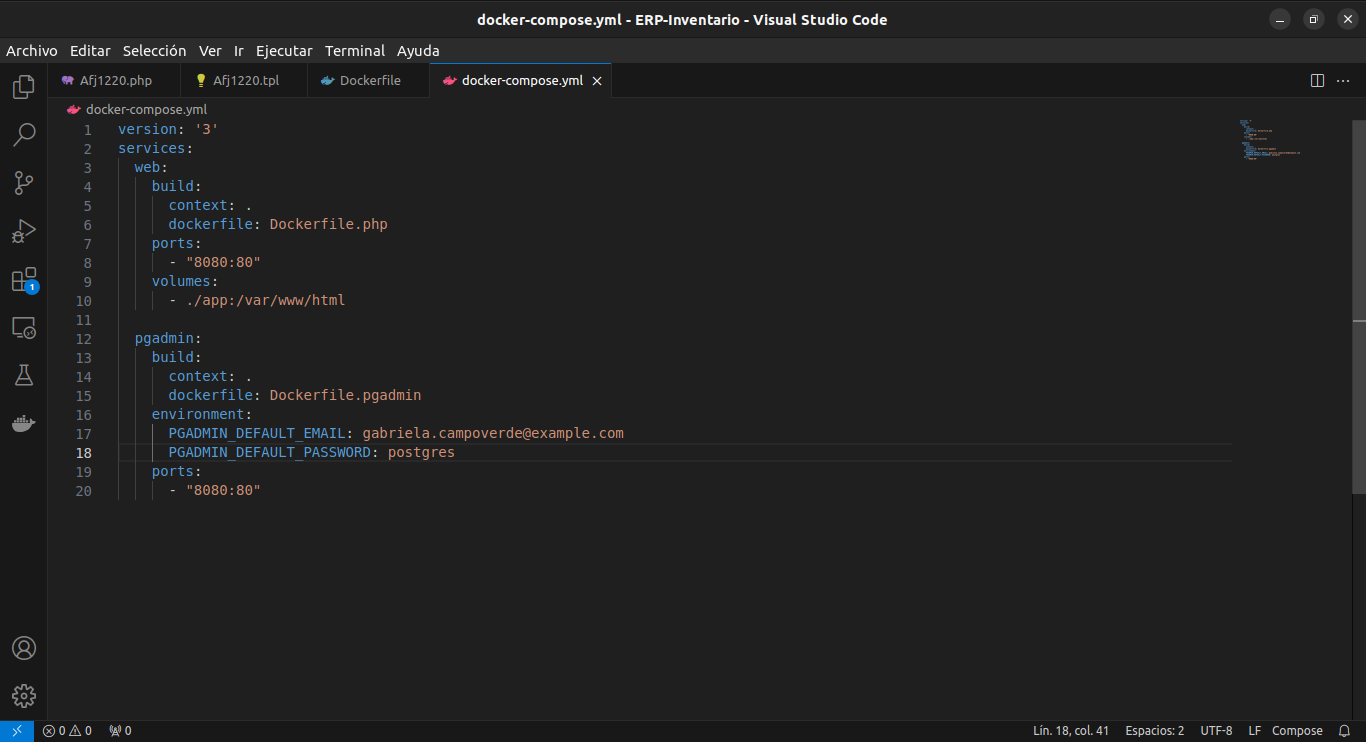 docker-compose.yml - ERP-Inventario - Visual Studio Code
Archivo Editar Selección Ver Ir Ejecutar Terminal Ayuda
Afj1220.php Afj1220.tpl Dockerfile docker-compose.yml
docker-compose.yml
1 version: '3'
2 services:
3 web:
4 build:
5 context: .
6 dockerfile: Dockerfile.php
7 ports:
8 - "8080:80"
9 volumes:
10 - ./app:/var/www/html
11
12 pgadmin:
13 build:
14 context: .
15 dockerfile: Dockerfile.pgadmin
16 environment:
17 PGADMIN_DEFAULT_EMAIL: gabriela.campoverde@example.com
18 PGADMIN_DEFAULT_PASSWORD: postgres
19 ports:
20 - "8080:80"
1
0 0 0 Lín. 18, col. 41 Espacios: 2 UTF-8 LF Compose